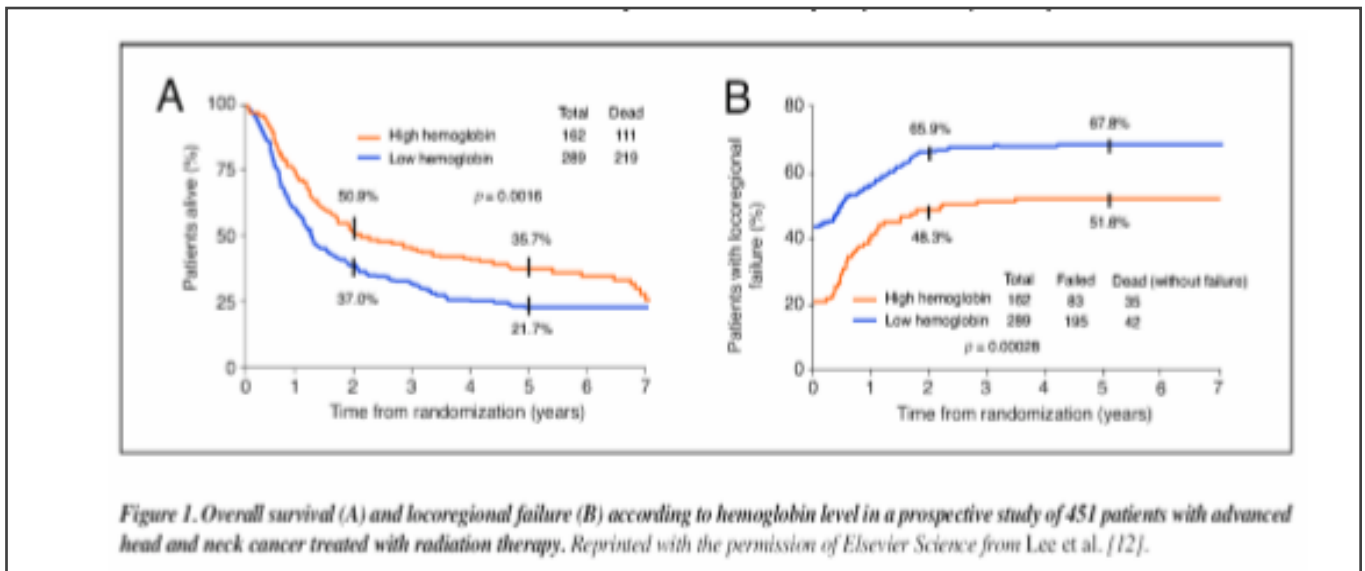 A
100
75
50
25
0
Patients alive (%)
Total Dead
High hemoglobin 162 111
Low hemoglobin 289 219
p = 0.0016
50.9%
35.7%
37.0%
21.7%
0 1 2 3 4 5 6 7
Time from randomization (years)
B
80
60
40
20
0
Patients with locoregional
failure (%)
65.9%
67.8%
48.3%
51.8%
Total Failed Dead (without failure)
High hemoglobin 162 83 35
Low hemoglobin 289 195 42
p = 0.00028
0 1 2 3 4 5 6 7
Time from randomization (years)
Figure 1. Overall survival (A) and locoregional failure (B) according to hemoglobin level in a prospective study of 451 patients with advanced
head and neck cancer treated with radiation therapy. Reprinted with the permission of Elsevier Science from Lee et al. [12].